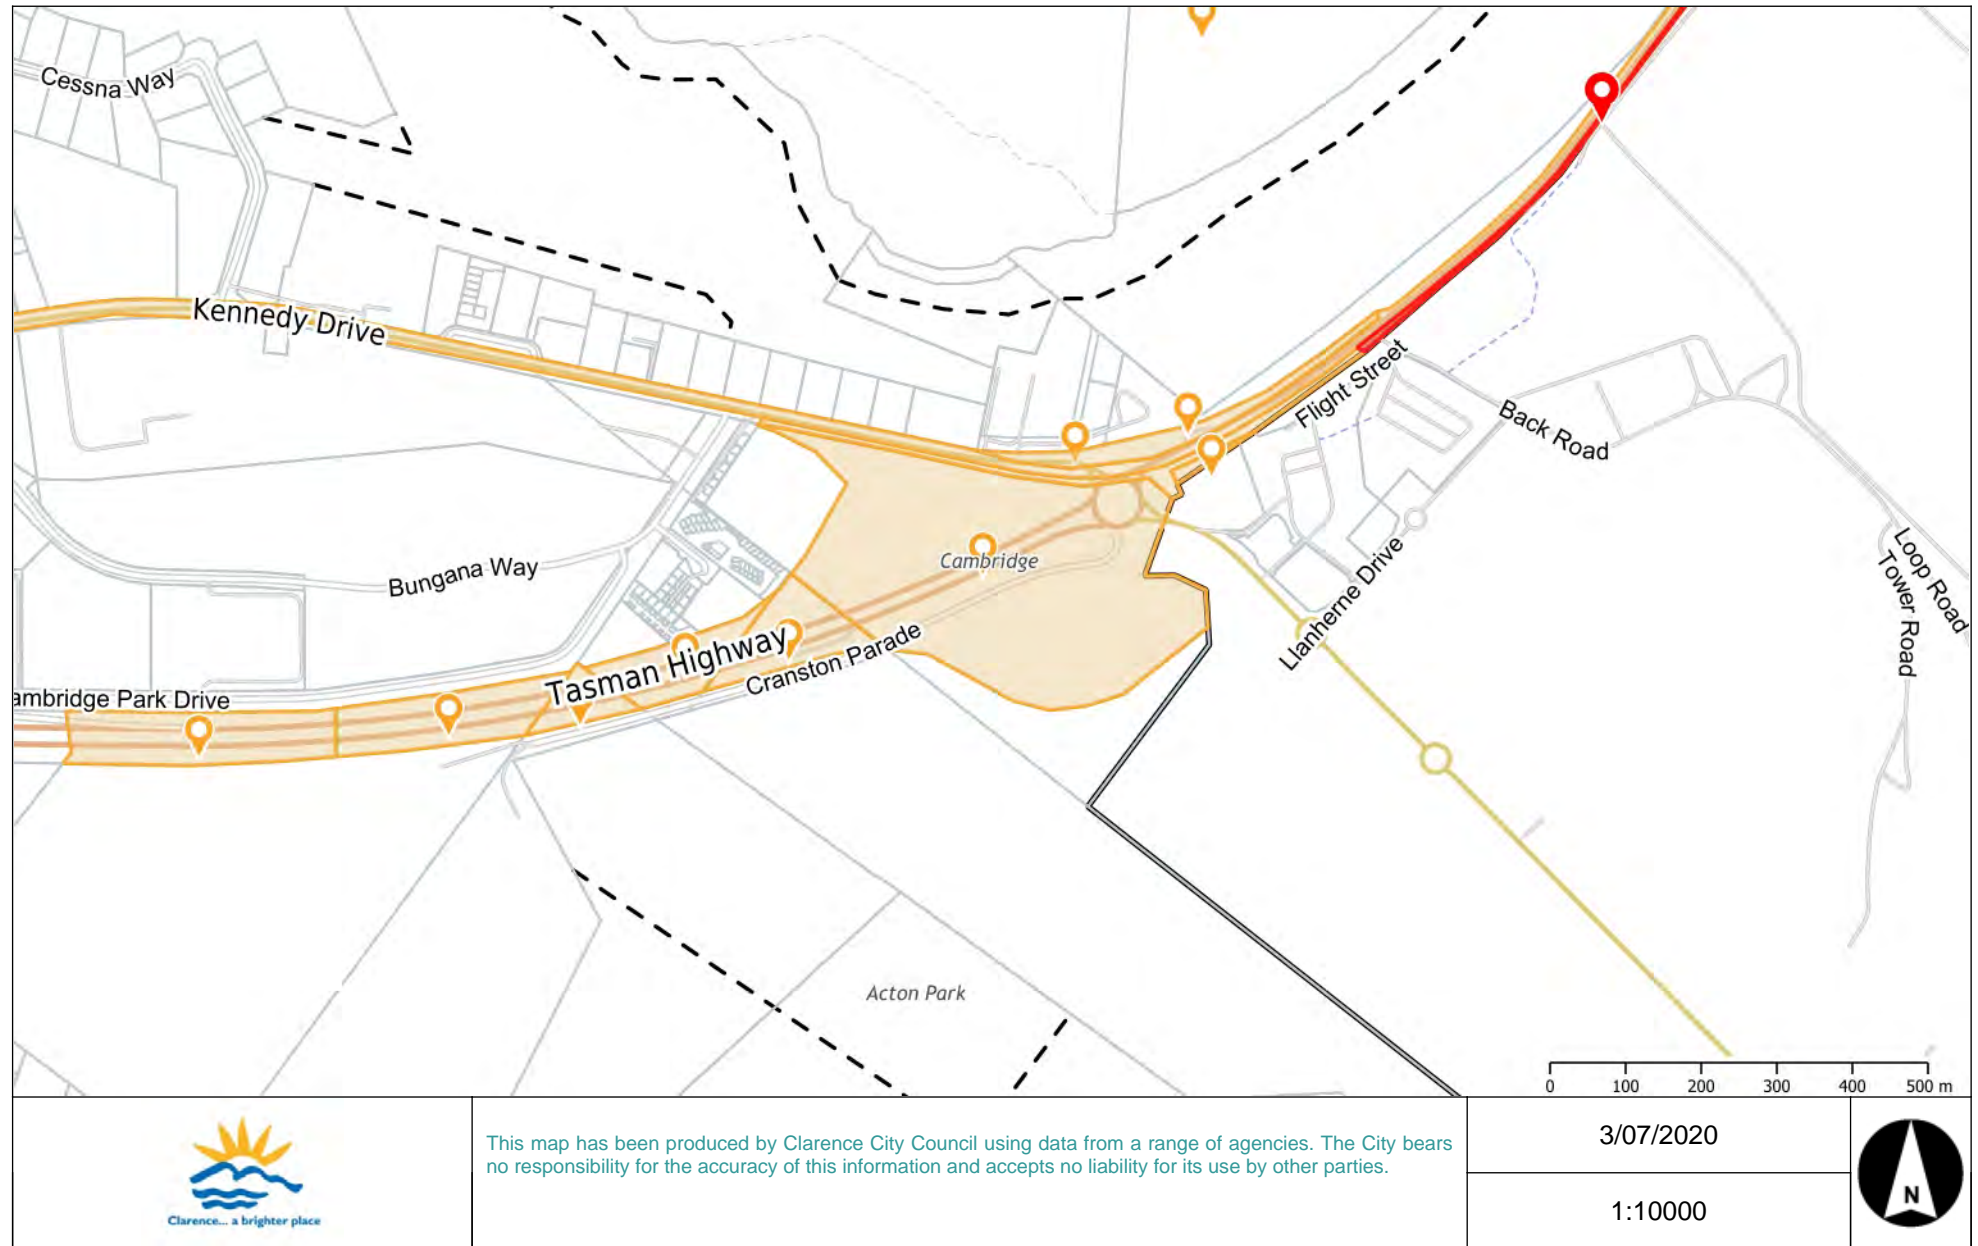 Cessna Way
Kennedy Drive
Flight Street
Back Road
Cambridge
Bungana Way
Loop Road
Tower Road
Llanherne Drive
Tasman Highway
Cranston Parade
ambridge Park Drive
Acton Park
0 100 200 300 400 500 m
This map has been produced by Clarence City Council using data from a range of agencies. The City bears
no responsibility for the accuracy of this information and accepts no liability for its use by other parties.
3/07/2020
1:10000
N
Clarence... a brighter place